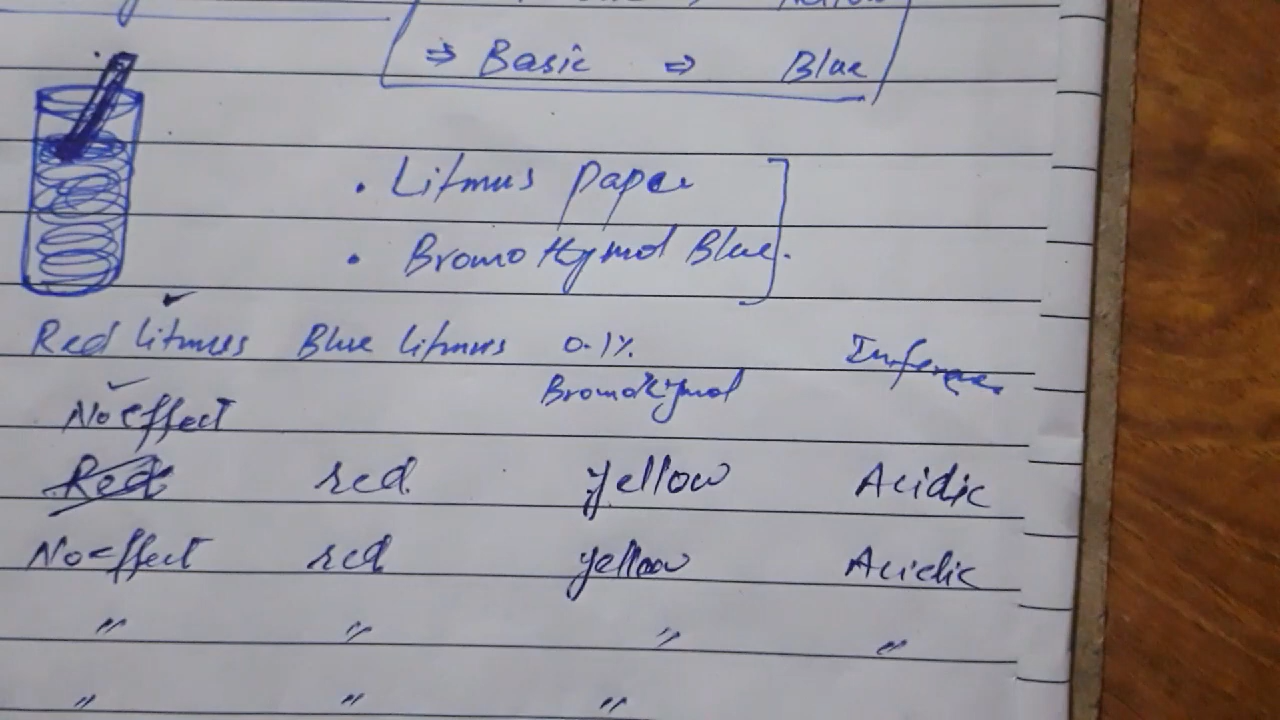 ⇒ Basic ⇒ Blue
• Litmus paper
• Bromothymol Blue.
Red litmus Blue litmus 0.1% Inference
Bromothymol
No effect
Red red yellow Acidic
No effect red yellow Acidic
" " " "
" " "